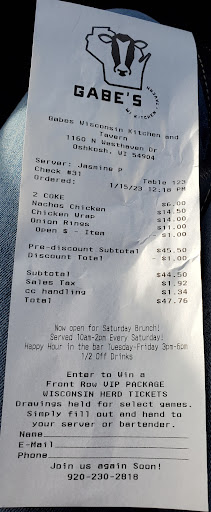 GABE'S
NATURAL
WI KITCHEN
Gabes Wisconsin Kitchen and
Tavern
1160 N Westhaven Dr
Oshkosh, WI 54904
Server: Jasmine P
Check #31 Table 123
Ordered: 1/15/23 12:18 PM
2 COKE $6.00
Nachos Chicken $14.50
Chicken Wrap $14.00
Onion Rings $11.00
Open $ - Item - $1.00
Pre-discount Subtotal $45.50
Discount Total - $1.00
Subtotal $44.50
Sales Tax $1.92
cc handling $1.34
Total $47.76
Now open for Saturday Brunch!
Served 10am-2pm Every Saturday!
Happy Hour in the bar Tuesday-Friday 3pm-6pm
1/2 Off Drinks
Enter to Win a
Front Row VIP PACKAGE
WISCONSIN HERD TICKETS
Drawings held for select games.
Simply fill out and hand to
your server or bartender.
Name
E-Mail
Phone
Join us again Soon!
920-230-2818